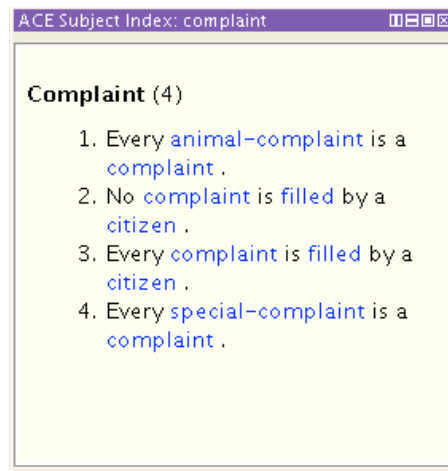 ACE Subject Index: complaint
Complaint (4)
1. Every animal-complaint is a
complaint .
2. No complaint is filled by a
citizen .
3. Every complaint is filled by a
citizen .
4. Every special-complaint is a
complaint .